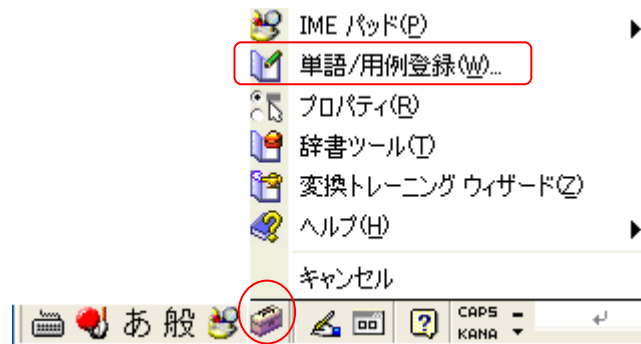 IME パッド(P)
単語/用例登録(W)...
プロパティ(R)
辞書ツール(T)
変換トレーニング ウィザード(Z)
ヘルプ(H)
キャンセル
あ 般 ? CAPS
KANA